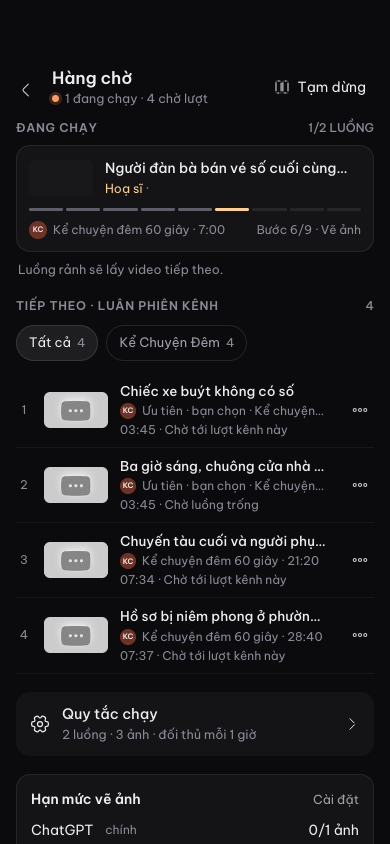 Hàng chờ
1 đang chạy · 4 chờ lượt
Tạm dừng
ĐANG CHẠY
1/2 LUỒNG
Người đàn bà bán vé số cuối cùng...
Hoạ sĩ ·
KC Kể chuyện đêm 60 giây · 7:00
Bước 6/9 · Vẽ ảnh
Luồng rảnh sẽ lấy video tiếp theo.
TIẾP THEO · LUÂN PHIÊN KÊNH
4
Tất cả 4
Kể Chuyện Đêm 4
1
Chiếc xe buýt không có số
KC Ưu tiên · bạn chọn · Kể chuyện...
03:45 · Chờ tới lượt kênh này
2
Ba giờ sáng, chuông cửa nhà ...
KC Ưu tiên · bạn chọn · Kể chuyện...
03:45 · Chờ luồng trống
3
Chuyến tàu cuối và người phụ...
KC Kể chuyện đêm 60 giây · 21:20
07:34 · Chờ tới lượt kênh này
4
Hồ sơ bị niêm phong ở phườn...
KC Kể chuyện đêm 60 giây · 28:40
07:37 · Chờ tới lượt kênh này
Quy tắc chạy
2 luồng · 3 ảnh · đối thủ mỗi 1 giờ
Hạn mức vẽ ảnh
Cài đặt
ChatGPT chính
0/1 ảnh